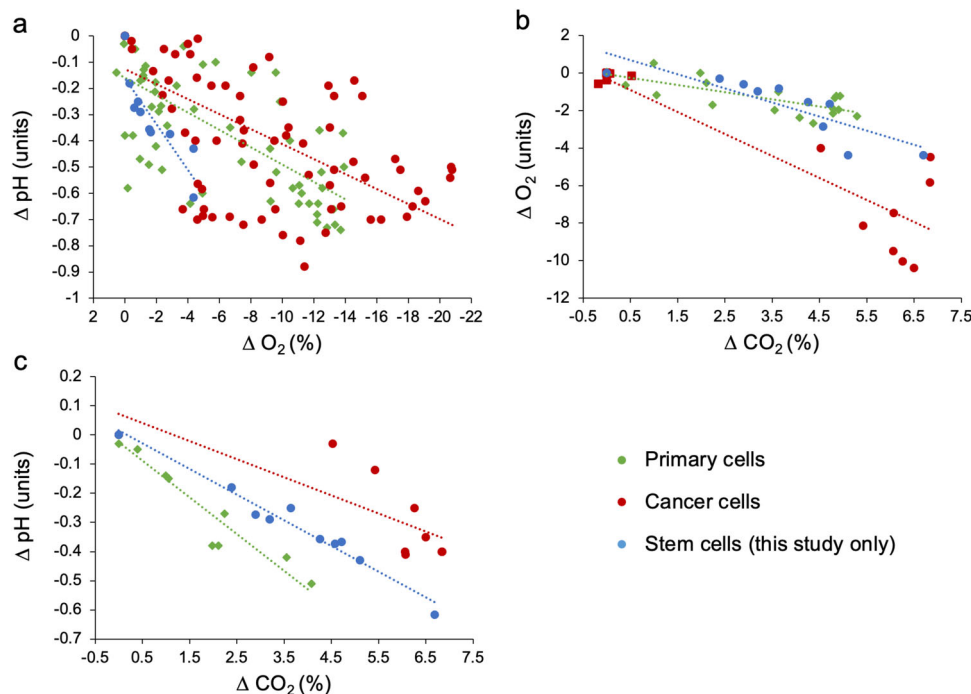 a
0
-0.1
-0.2
-0.3
-0.4
-0.5
-0.6
-0.7
-0.8
-0.9
-1
Δ pH (units)
2 0 -2 -4 -6 -8 -10 -12 -14 -16 -18 -20 -22
Δ O₂ (%)
b
2
0
-2
-4
-6
-8
-10
-12
Δ O₂ (units)
-0.5 0.5 1.5 2.5 3.5 4.5 5.5 6.5 7.5
Δ CO₂ (%)
c
0.2
0.1
0
-0.1
-0.2
-0.3
-0.4
-0.5
-0.6
-0.7
Δ pH (units)
-0.5 0.5 1.5 2.5 3.5 4.5 5.5 6.5 7.5
Δ CO₂ (%)
Primary cells
Cancer cells
Stem cells (this study only)